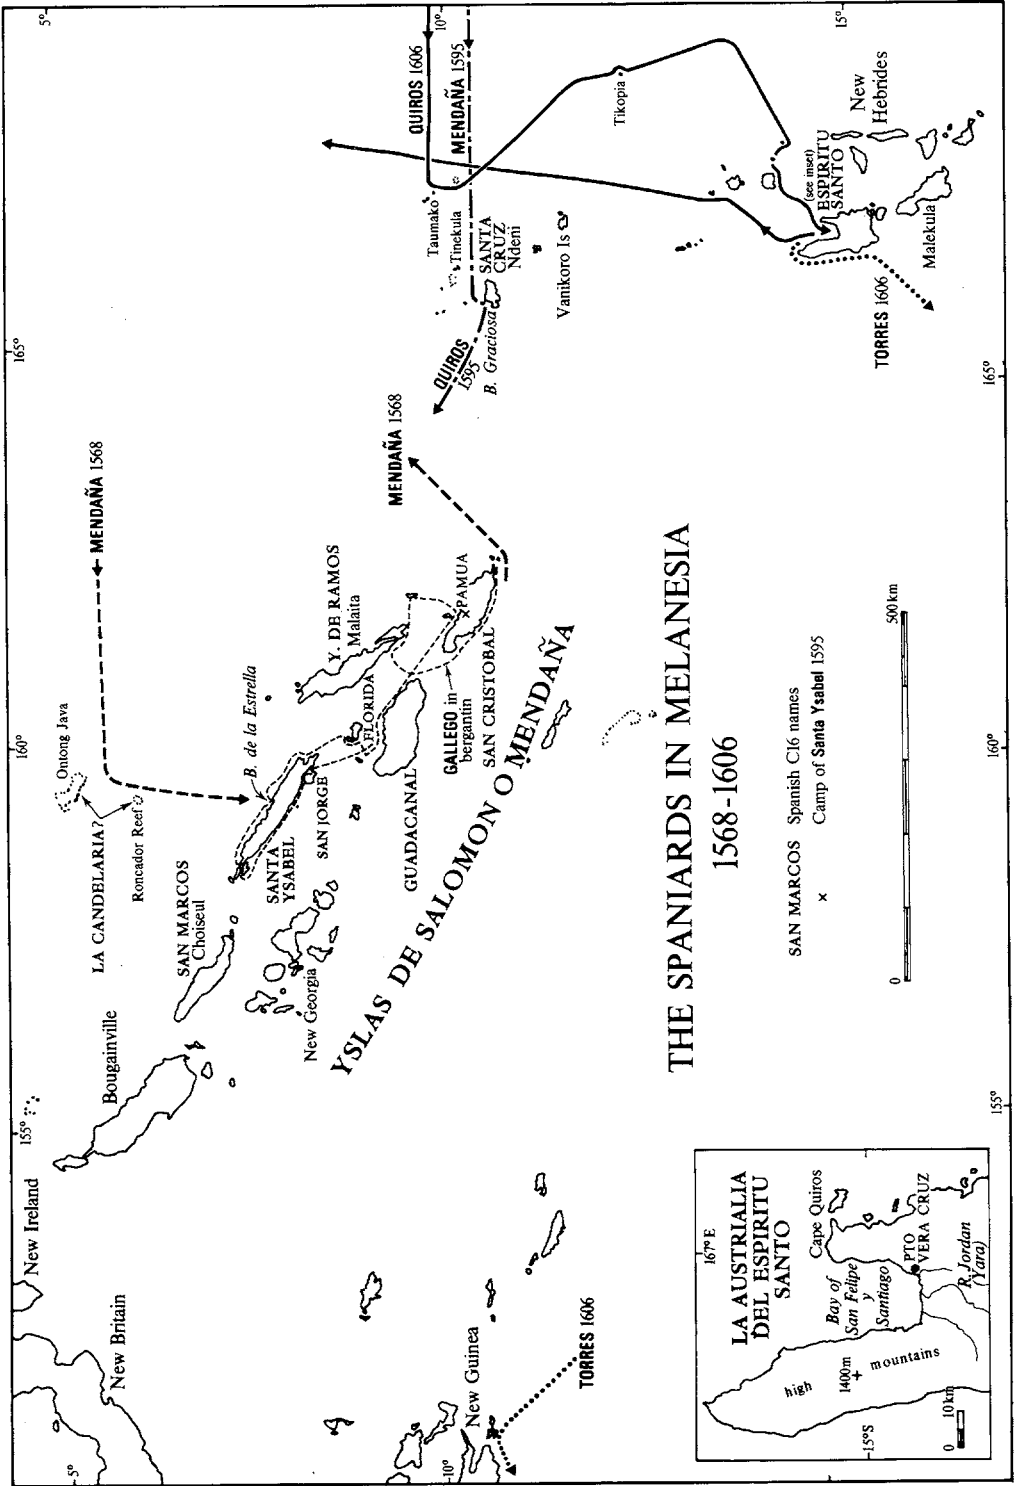 THE SPANIARDS IN MELANESIA
1568-1606
SAN MARCOS Spanish C16 names
× Camp of Santa Ysabel 1595
0 500 km
5°
155°
160°
165°
5°
10°
15°
10°
155°
160°
165°
New Ireland
New Britain
Bougainville
LA CANDELARIA?
Ontong Java
Roncador Reef
MENDAÑA 1568
SAN MARCOS
Choiseul
B. de la Estrella
SANTA
YSABEL
SAN JORGE
New Georgia
Y. DE RAMOS
Malaita
FLORIDA
GUADACANAL
GALLEGO in
bergantin
SAN CRISTOBAL
×PAMUA
MENDAÑA 1568
YSLAS DE SALOMON O MENDAÑA
QUIROS 1606
MENDAÑA 1595
Taumako
Tinekula
SANTA
CRUZ
Ndeni
QUIROS
1595
B. Graciosa
Vanikoro Is
Tikopia
New
Hebrides
(see inset)
ESPIRITU
SANTO
Malekula
TORRES 1606
New Guinea
TORRES 1606
LA AUSTRIALIA
DEL ESPIRITU
SANTO
167° E
Cape Quiros
Bay of
San Felipe
y
Santiago
PTO
VERA CRUZ
R. Jordan
(Yara)
high
1400m
+
mountains
15°S
0 10km